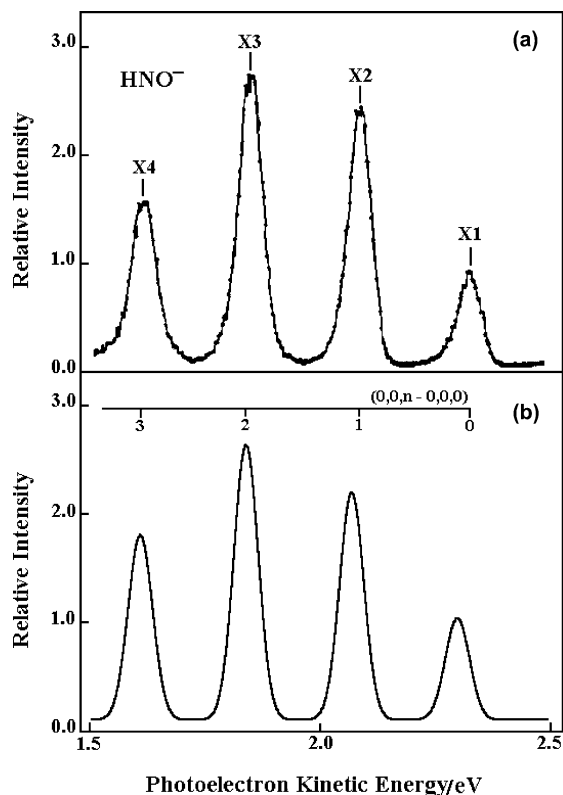 (a)
3.0
X3
HNO⁻
X2
2.0
X4
X1
1.0
0.0
Relative Intensity
(b)
3.0
(0,0,n - 0,0,0)
3 2 1 0
2.0
1.0
0.0
Relative Intensity
1.5 2.0 2.5
Photoelectron Kinetic Energy/eV